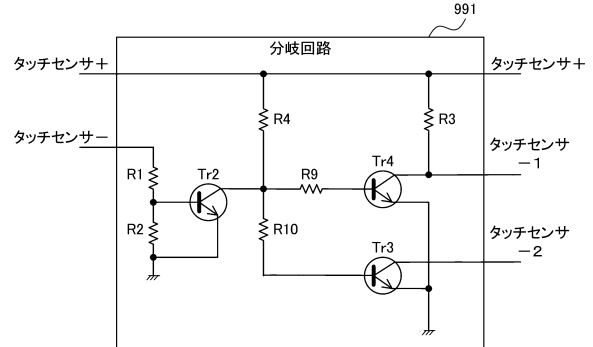 991
分岐回路
タッチセンサ＋
タッチセンサ＋
R4
R3
タッチセンサー
タッチセンサ
－1
R1
Tr2
R9
Tr4
R2
R10
タッチセンサ
－2
Tr3